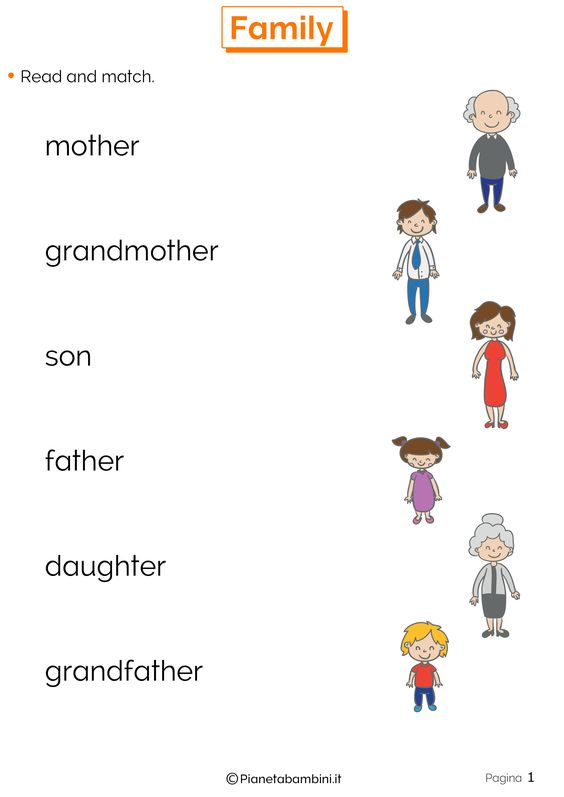 Family
• Read and match.
mother
grandmother
son
father
daughter
grandfather
©Pianetabambini.it
Pagina 1